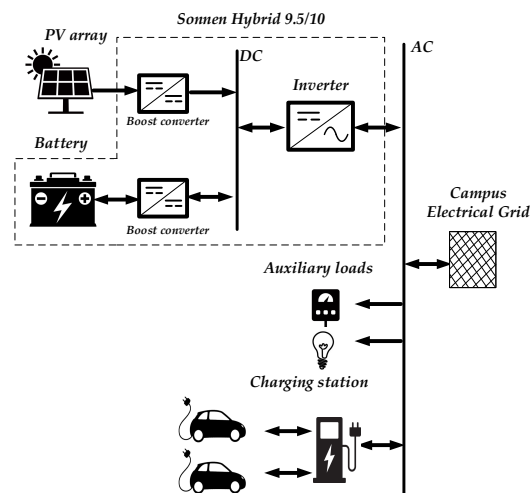 Sonnen Hybrid 9.5/10
PV array
DC
AC
Inverter
Boost converter
Battery
Boost converter
Campus
Electrical Grid
Auxiliary loads
Charging station